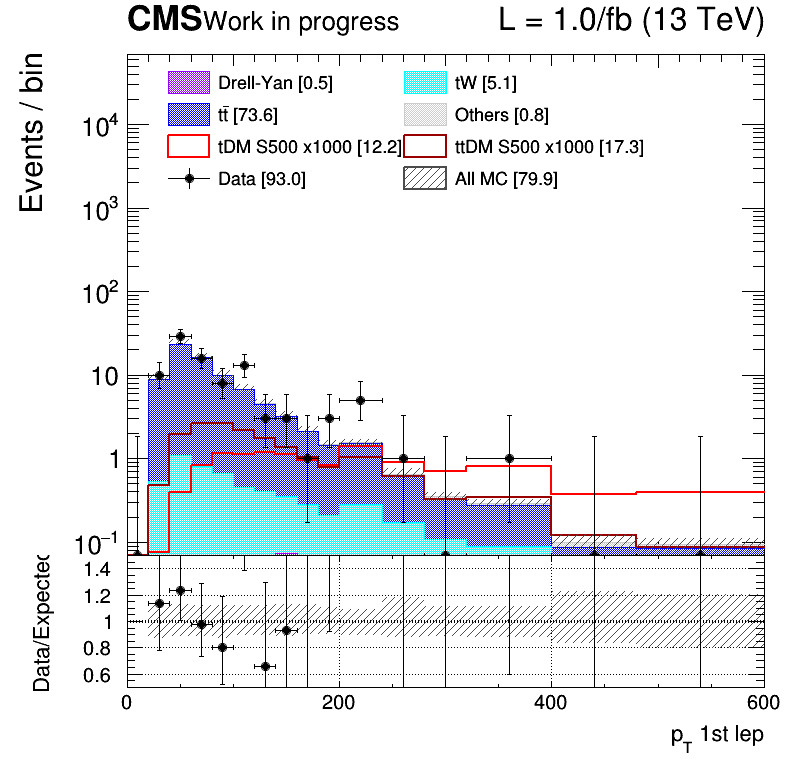 CMS Work in progress L = 1.0/fb (13 TeV)
Events / bin
Drell-Yan [0.5] tW [5.1]
tt̄ [73.6] Others [0.8]
tDM S500 x1000 [12.2] ttDM S500 x1000 [17.3]
Data [93.0] All MC [79.9]
10⁴
10³
10²
10
1
10⁻¹
Data/Expected
1.4
1.2
1
0.8
0.6
0 200 400 600
p_T 1st lep